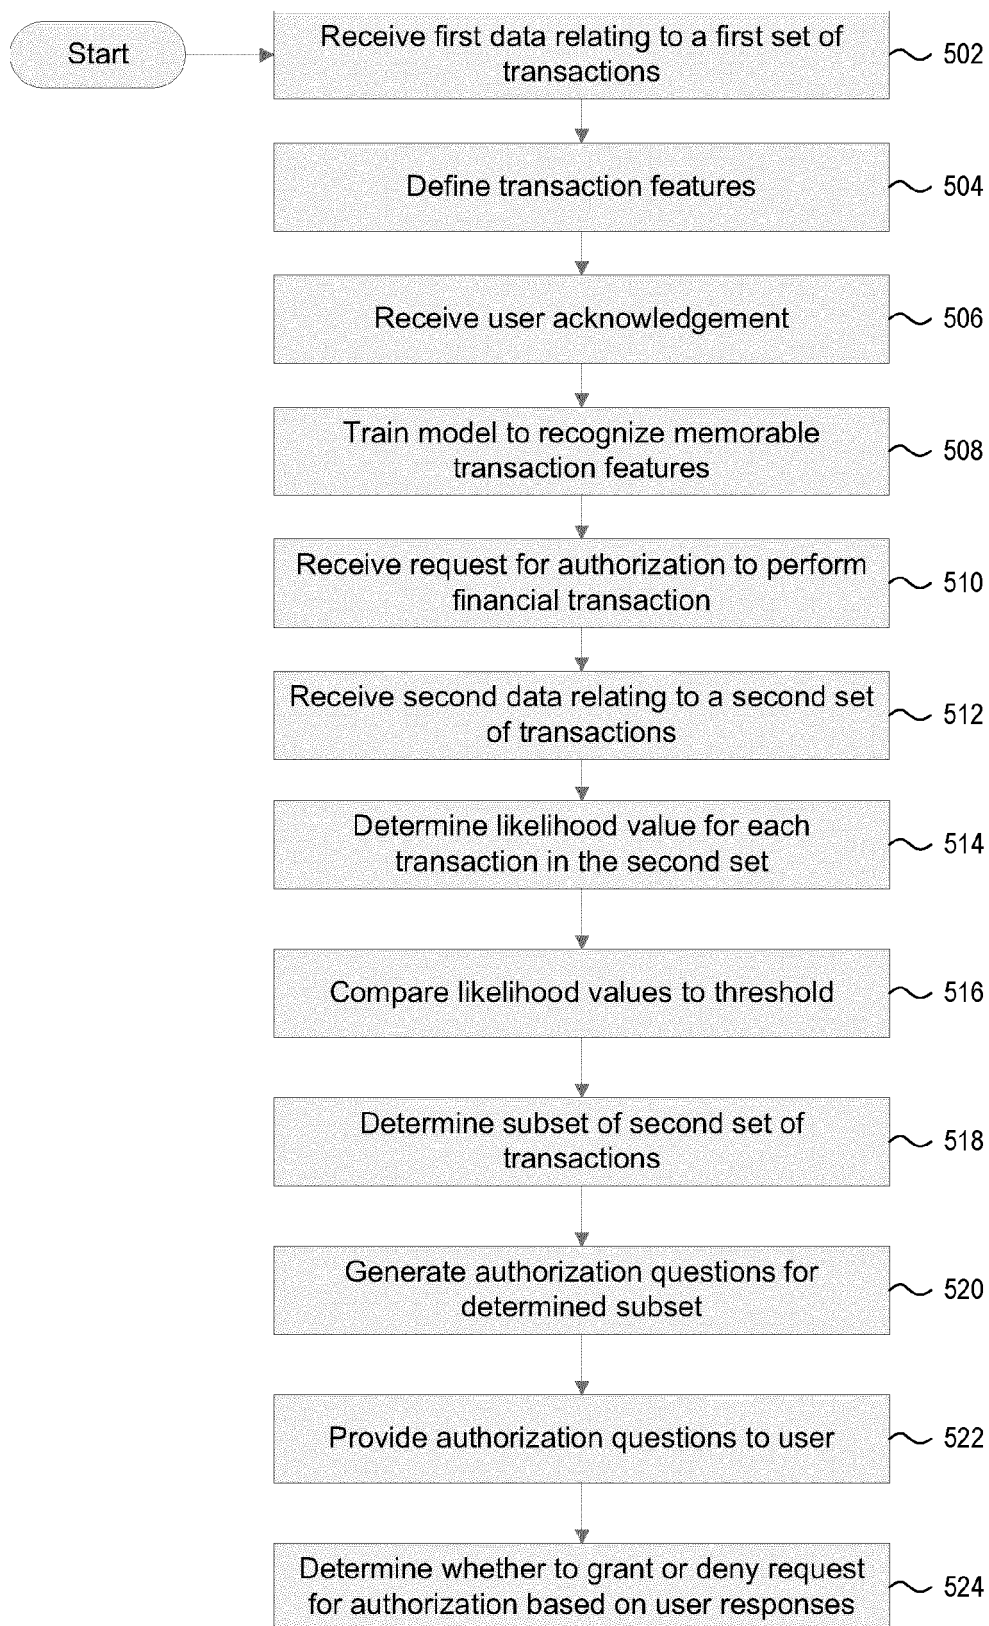 Start
Receive first data relating to a first set of
transactions
502
Define transaction features
504
Receive user acknowledgement
506
Train model to recognize memorable
transaction features
508
Receive request for authorization to perform
financial transaction
510
Receive second data relating to a second set
of transactions
512
Determine likelihood value for each
transaction in the second set
514
Compare likelihood values to threshold
516
Determine subset of second set of
transactions
518
Generate authorization questions for
determined subset
520
Provide authorization questions to user
522
Determine whether to grant or deny request
for authorization based on user responses
524